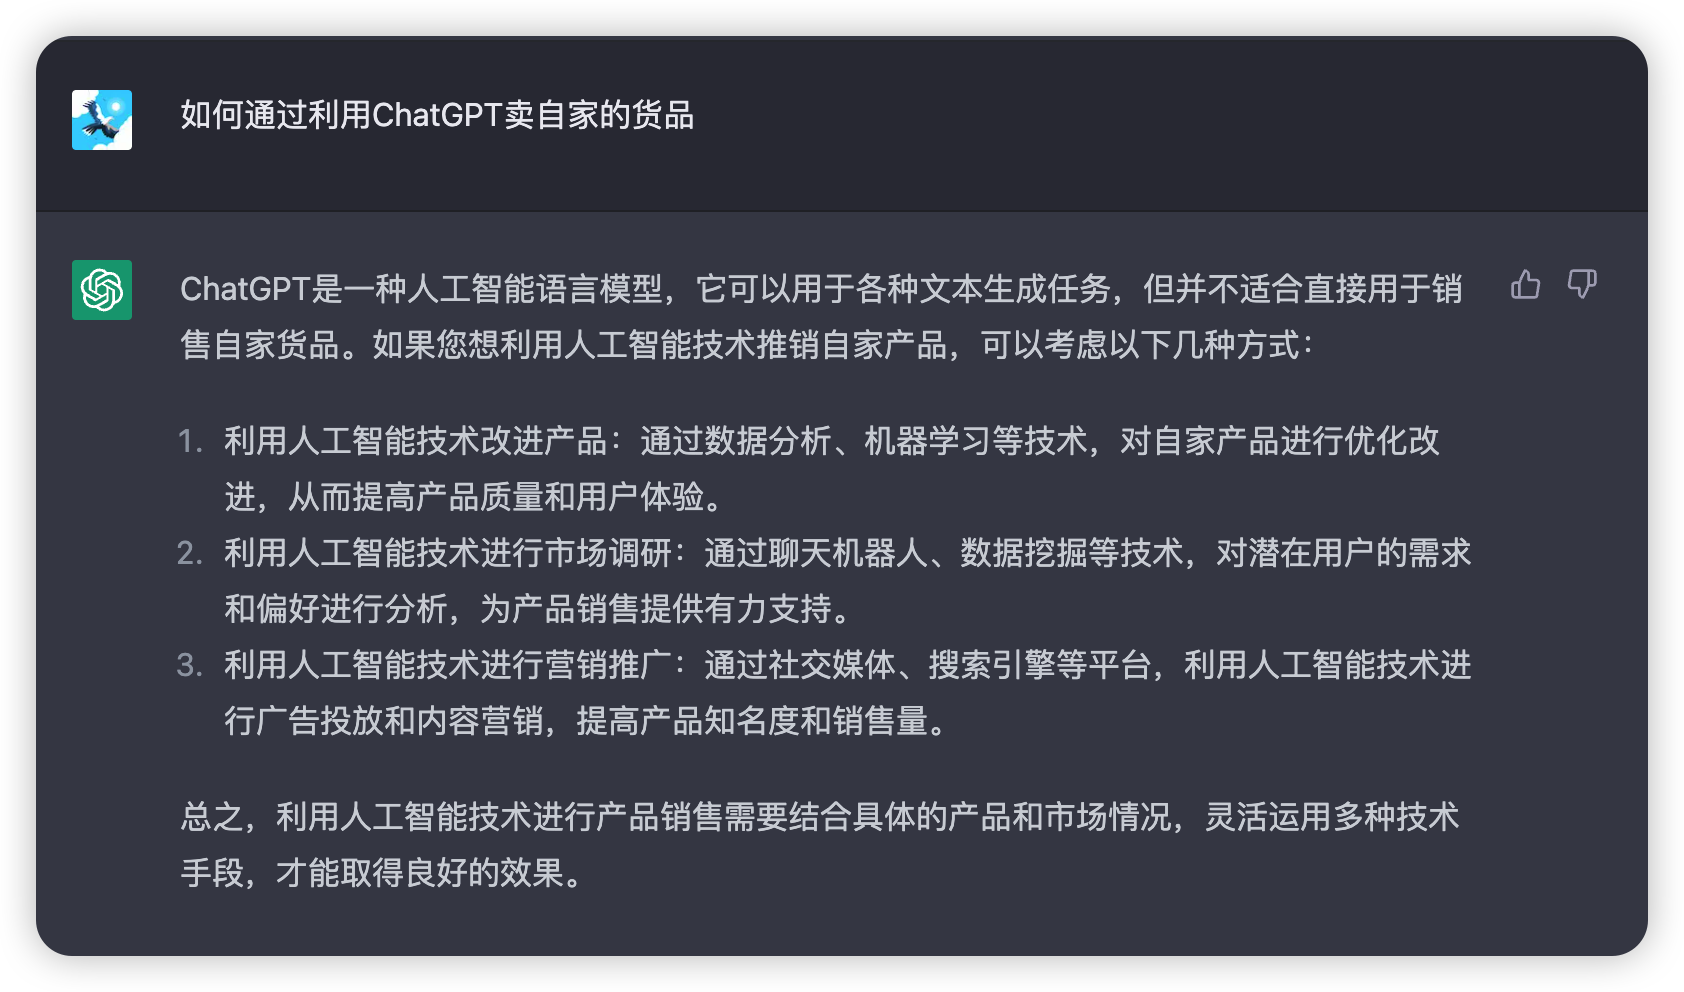 如何通过利用ChatGPT卖自家的货品
ChatGPT是一种人工智能语言模型，它可以用于各种文本生成任务，但并不适合直接用于销
售自家货品。如果您想利用人工智能技术推销自家产品，可以考虑以下几种方式：
1. 利用人工智能技术改进产品：通过数据分析、机器学习等技术，对自家产品进行优化改
进，从而提高产品质量和用户体验。
2. 利用人工智能技术进行市场调研：通过聊天机器人、数据挖掘等技术，对潜在用户的需求
和偏好进行分析，为产品销售提供有力支持。
3. 利用人工智能技术进行营销推广：通过社交媒体、搜索引擎等平台，利用人工智能技术进
行广告投放和内容营销，提高产品知名度和销售量。
总之，利用人工智能技术进行产品销售需要结合具体的产品和市场情况，灵活运用多种技术
手段，才能取得良好的效果。